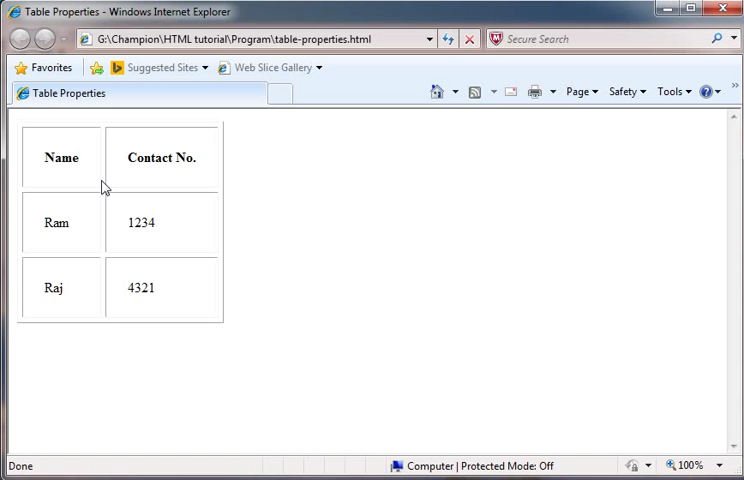 Table Properties - Windows Internet Explorer
G:\Champion\HTML tutorial\Program\table-properties.html
Secure Search
Favorites
Suggested Sites
Web Slice Gallery
Table Properties
Page
Safety
Tools
Name Contact No.
Ram 1234
Raj 4321
Done
Computer | Protected Mode: Off
100%